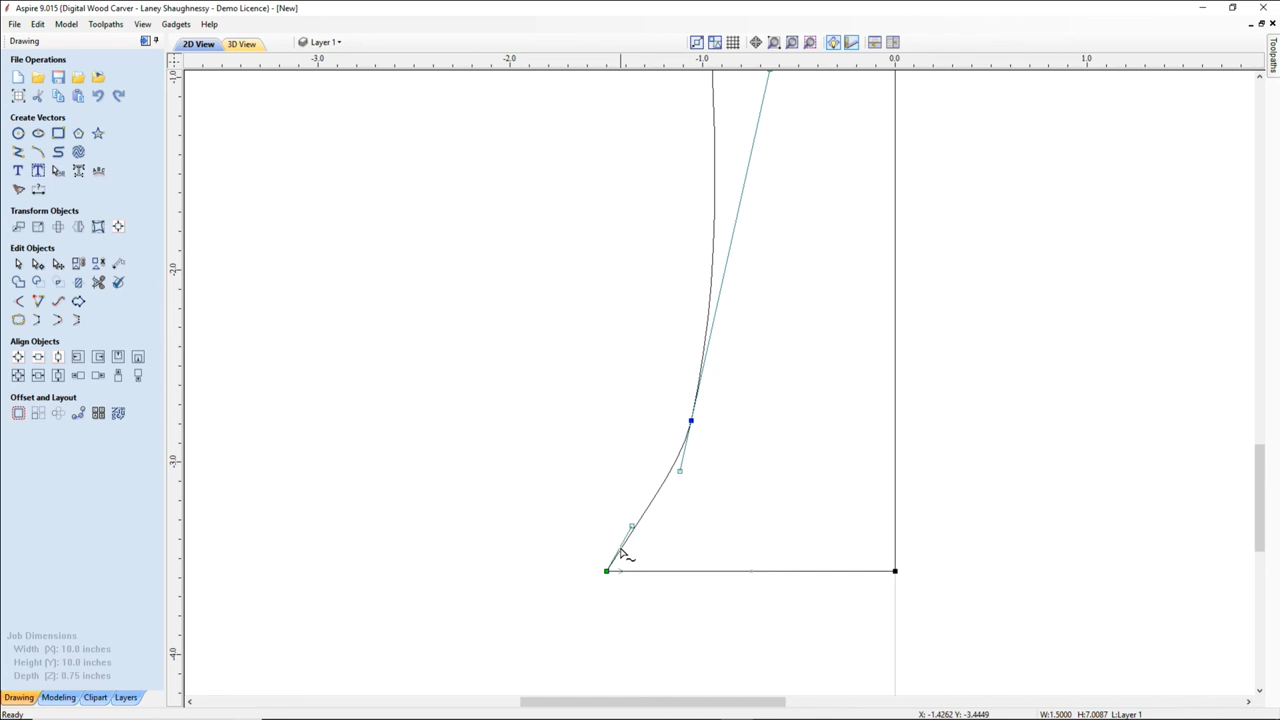 Aspire 9.015 {Digital Wood Carver - Laney Shaughnessy - Demo Licence} - [New]
File Edit Model Toolpaths View Gadgets Help
Drawing
2D View 3D View Layer 1
Toolpaths
File Operations
-3.0 -2.0 -1.0 0.0 1.0
-1.0
-2.0
-3.0
-4.0
Create Vectors
Transform Objects
Edit Objects
Align Objects
Offset and Layout
Job Dimensions
Width (X): 10.0 inches
Height (Y): 10.0 inches
Depth (Z): 0.75 inches
Drawing Modeling Clipart Layers
Ready X: -1.4262 Y: -3.4449 W:1.5000 H:7.0087 L:Layer 1